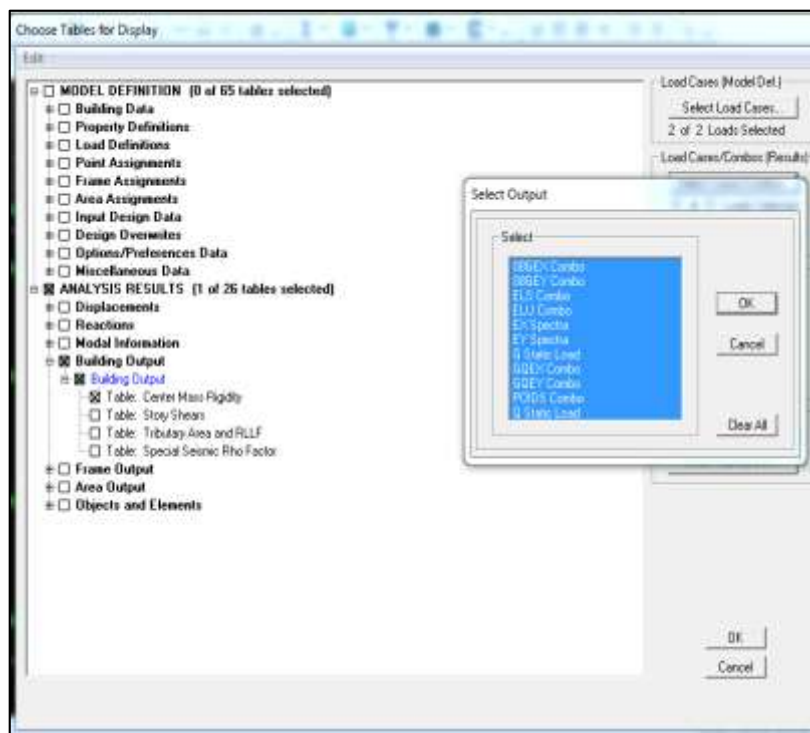 Choose Tables for Display
Edit
MODEL DEFINITION (0 of 65 tables selected)
Building Data
Property Definitions
Load Definitions
Point Assignments
Frame Assignments
Area Assignments
Input Design Data
Design Overwrites
Options/Preferences Data
Miscellaneous Data
ANALYSIS RESULTS (1 of 26 tables selected)
Displacements
Reactions
Modal Information
Building Output
Building Output
Table: Center Mass Rigidity
Table: Story Shears
Table: Tributary Area and RLLF
Table: Special Seismic Rho Factor
Frame Output
Area Output
Objects and Elements
Load Cases (Model Def.)
Select Load Cases...
2 of 2 Loads Selected
Load Cases/Combos (Results)
Select Output
Select
08GEX Combo
08GEY Combo
ELS Combo
ELU Combo
EX Spectra
EY Spectra
G Static Load
GQEX Combo
GQEY Combo
POIDS Combo
Q Static Load
OK
Cancel
Clear All
OK
Cancel